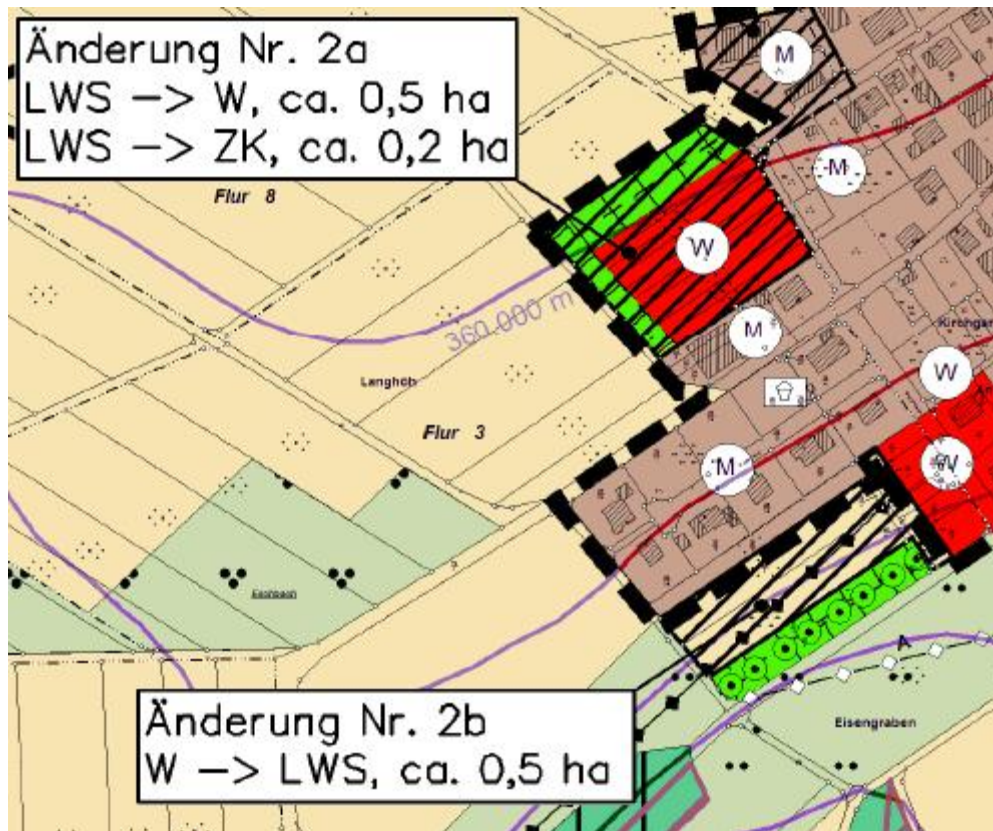 Änderung Nr. 2a
LWS –> W, ca. 0,5 ha
LWS –> ZK, ca. 0,2 ha
M
M
Flur 8
W
360.000 m
M
Langhöh
W
Flur 3
M
W
A
Eisengraben
Änderung Nr. 2b
W –> LWS, ca. 0,5 ha